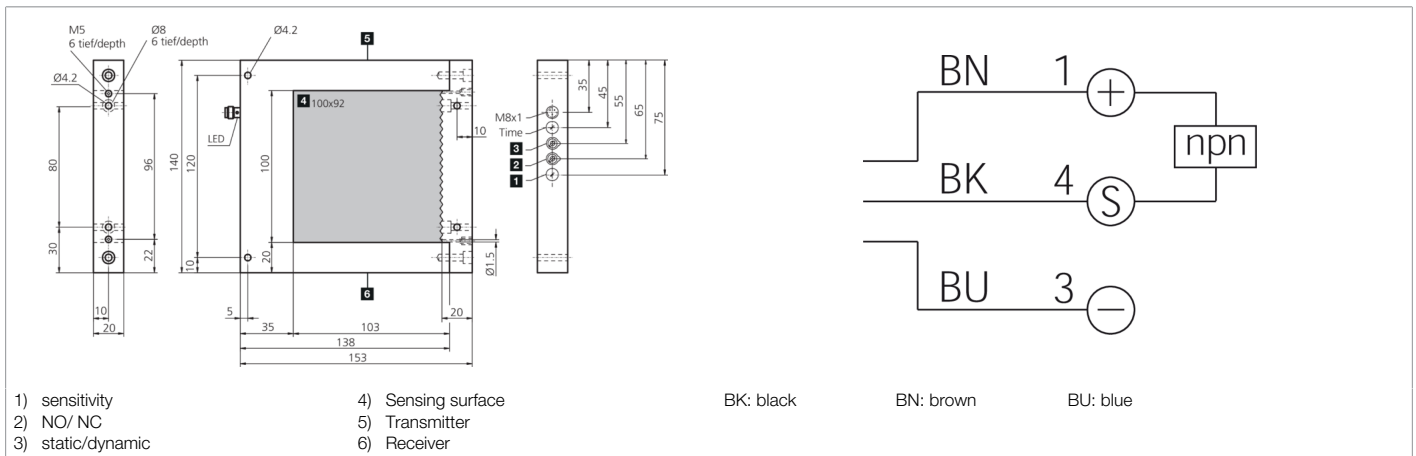 M5
6 tief/depth
Ø8
6 tief/depth
Ø4.2
80
30
96
22
10
20
Ø4.2
5
4 100x92
LED
140
120
10
100
20
10
Ø1.5
20
6
5
35
103
138
153
35
45
55
65
75
M8x1
Time
3
2
1
BN 1 +
BK 4 S
BU 3 −
npn
1) sensitivity
2) NO/ NC
3) static/dynamic
4) Sensing surface
5) Transmitter
6) Receiver
BK: black BN: brown BU: blue